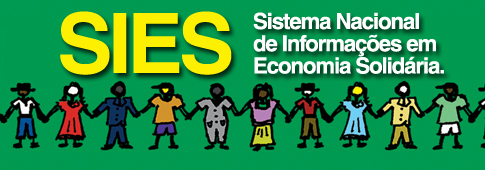 SIES
Sistema Nacional
de Informações em
Economia Solidária.